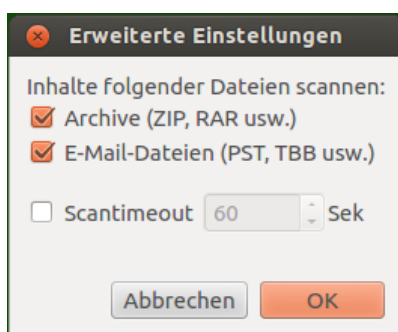 Erweiterte Einstellungen
Inhalte folgender Dateien scannen:
Archive (ZIP, RAR usw.)
E-Mail-Dateien (PST, TBB usw.)
Scantimeout 60 Sek
Abbrechen OK